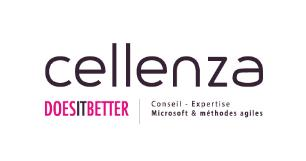 cellenza
DOESITBETTER
Conseil - Expertise
Microsoft & méthodes agiles